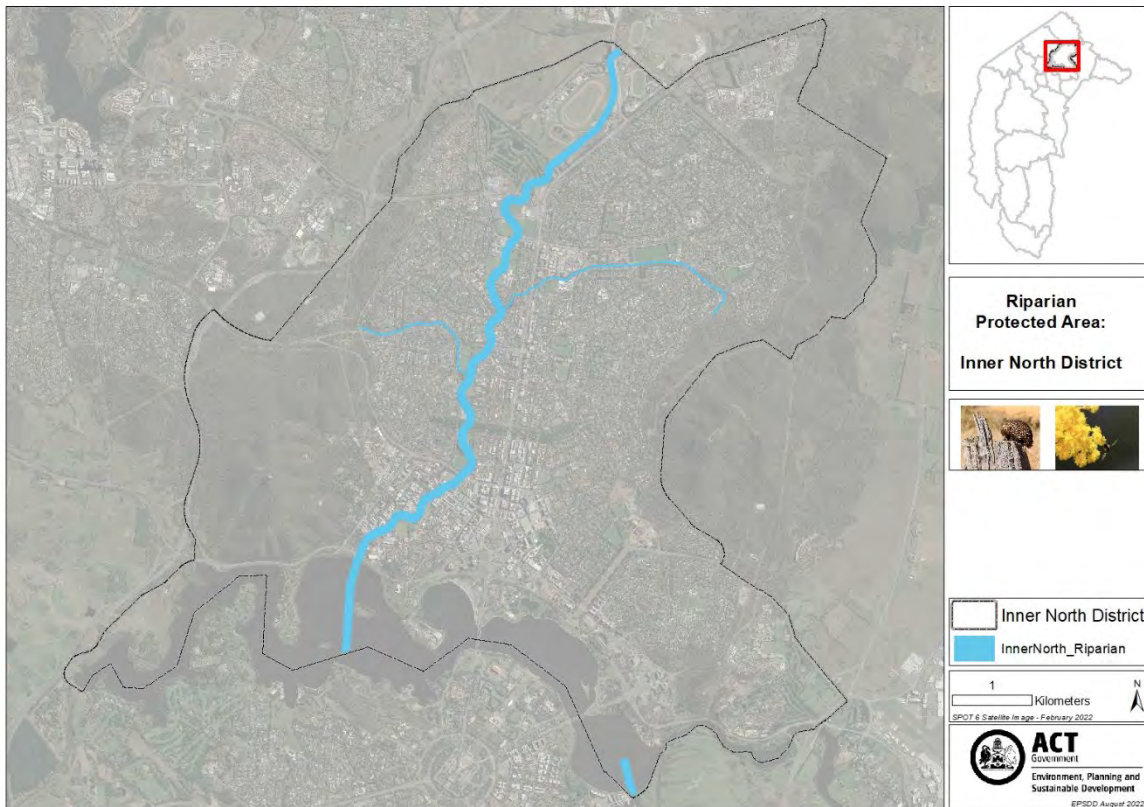 Riparian
Protected Area:
Inner North District
Inner North District
InnerNorth_Riparian
1
Kilometers
N
SPOT 6 Satellite Image - February 2022
ACT
Government
Environment, Planning and
Sustainable Development
EPSDD August 2022